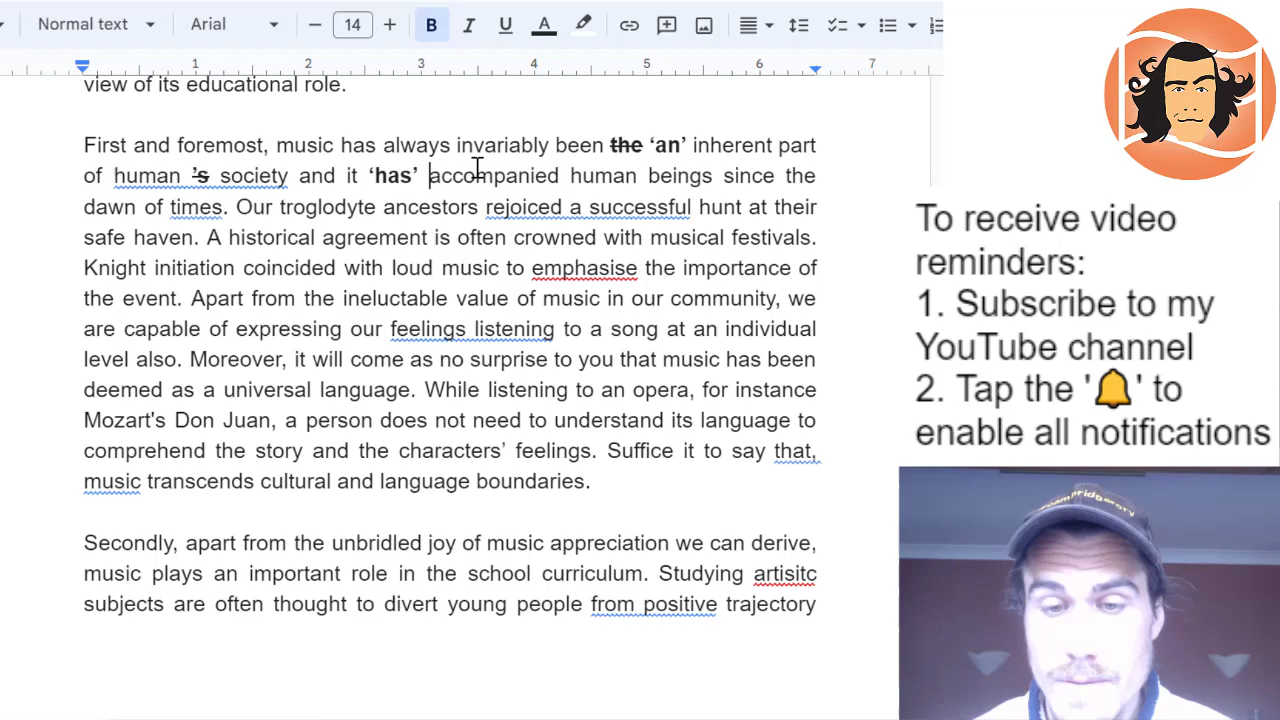 Normal text Arial − 14 + B I U A
1 2 3 4 5 6 7
view of its educational role.
First and foremost, music has always invariably been the ‘an’ inherent part
of human ’s society and it ‘has’ accompanied human beings since the
dawn of times. Our troglodyte ancestors rejoiced a successful hunt at their
safe haven. A historical agreement is often crowned with musical festivals.
Knight initiation coincided with loud music to emphasise the importance of
the event. Apart from the ineluctable value of music in our community, we
are capable of expressing our feelings listening to a song at an individual
level also. Moreover, it will come as no surprise to you that music has been
deemed as a universal language. While listening to an opera, for instance
Mozart's Don Juan, a person does not need to understand its language to
comprehend the story and the characters’ feelings. Suffice it to say that,
music transcends cultural and language boundaries.
Secondly, apart from the unbridled joy of music appreciation we can derive,
music plays an important role in the school curriculum. Studying artisitc
subjects are often thought to divert young people from positive trajectory
To receive video
reminders:
1. Subscribe to my
YouTube channel
2. Tap the '🔔' to
enable all notifications